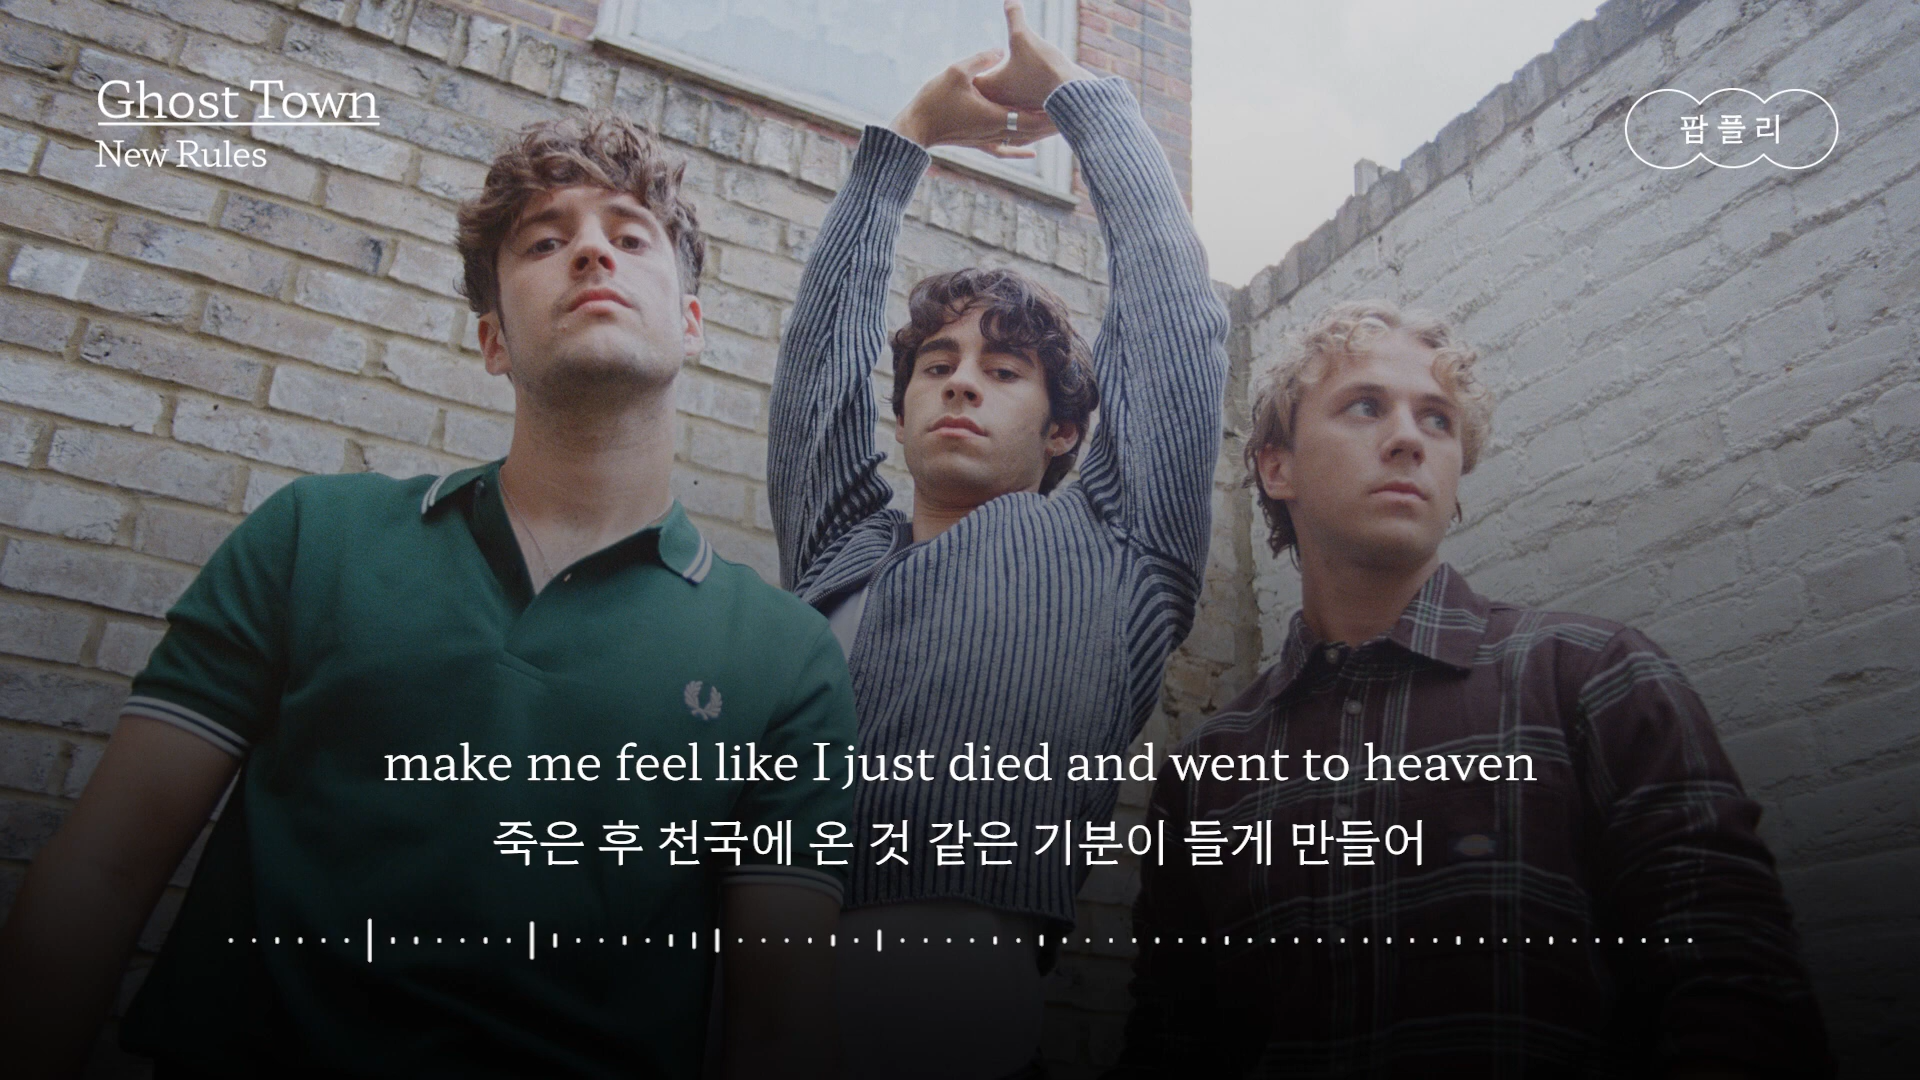 Ghost Town
New Rules
팝플리
make me feel like I just died and went to heaven
죽은 후 천국에 온 것 같은 기분이 들게 만들어